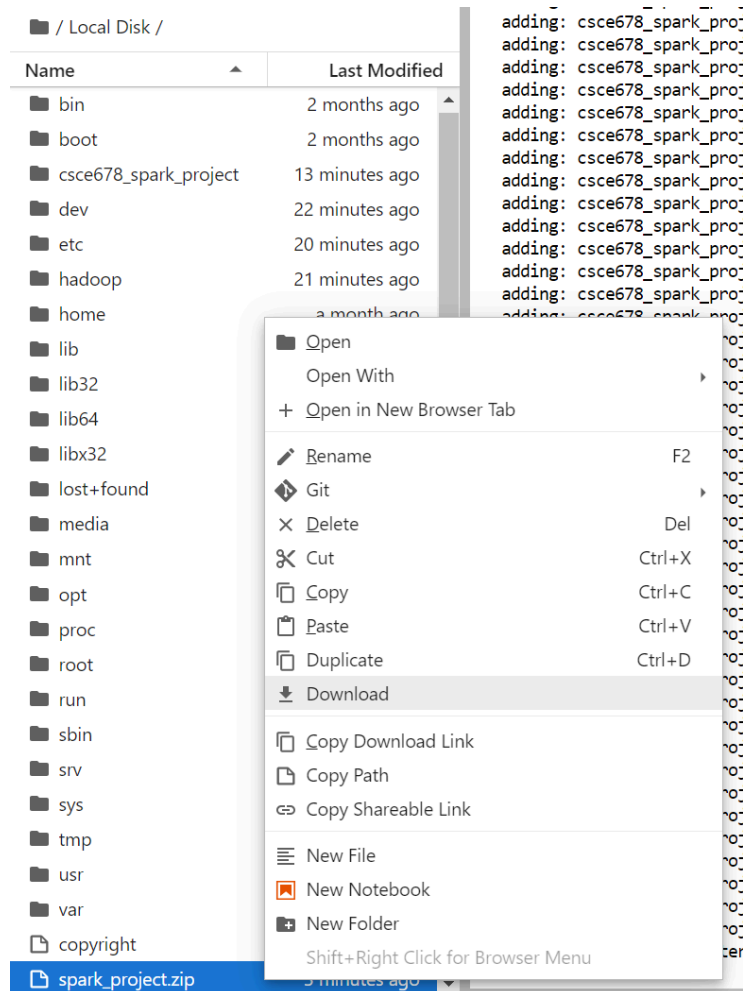 / Local Disk /
Name Last Modified
bin 2 months ago
boot 2 months ago
csce678_spark_project 13 minutes ago
dev 22 minutes ago
etc 20 minutes ago
hadoop 21 minutes ago
home a month ago
lib
lib32
lib64
libx32
lost+found
media
mnt
opt
proc
root
run
sbin
srv
sys
tmp
usr
var
copyright
spark_project.zip minutes ago
Open
Open With
Open in New Browser Tab
Rename F2
Git
Delete Del
Cut Ctrl+X
Copy Ctrl+C
Paste Ctrl+V
Duplicate Ctrl+D
Download
Copy Download Link
Copy Path
Copy Shareable Link
New File
New Notebook
New Folder
Shift+Right Click for Browser Menu
adding: csce678_spark_proj
adding: csce678_spark_proj
adding: csce678_spark_proj
adding: csce678_spark_proj
adding: csce678_spark_proj
adding: csce678_spark_proj
adding: csce678_spark_proj
adding: csce678_spark_proj
adding: csce678_spark_proj
adding: csce678_spark_proj
adding: csce678_spark_proj
adding: csce678_spark_proj
adding: csce678_spark_proj
adding: csce678_spark_proj